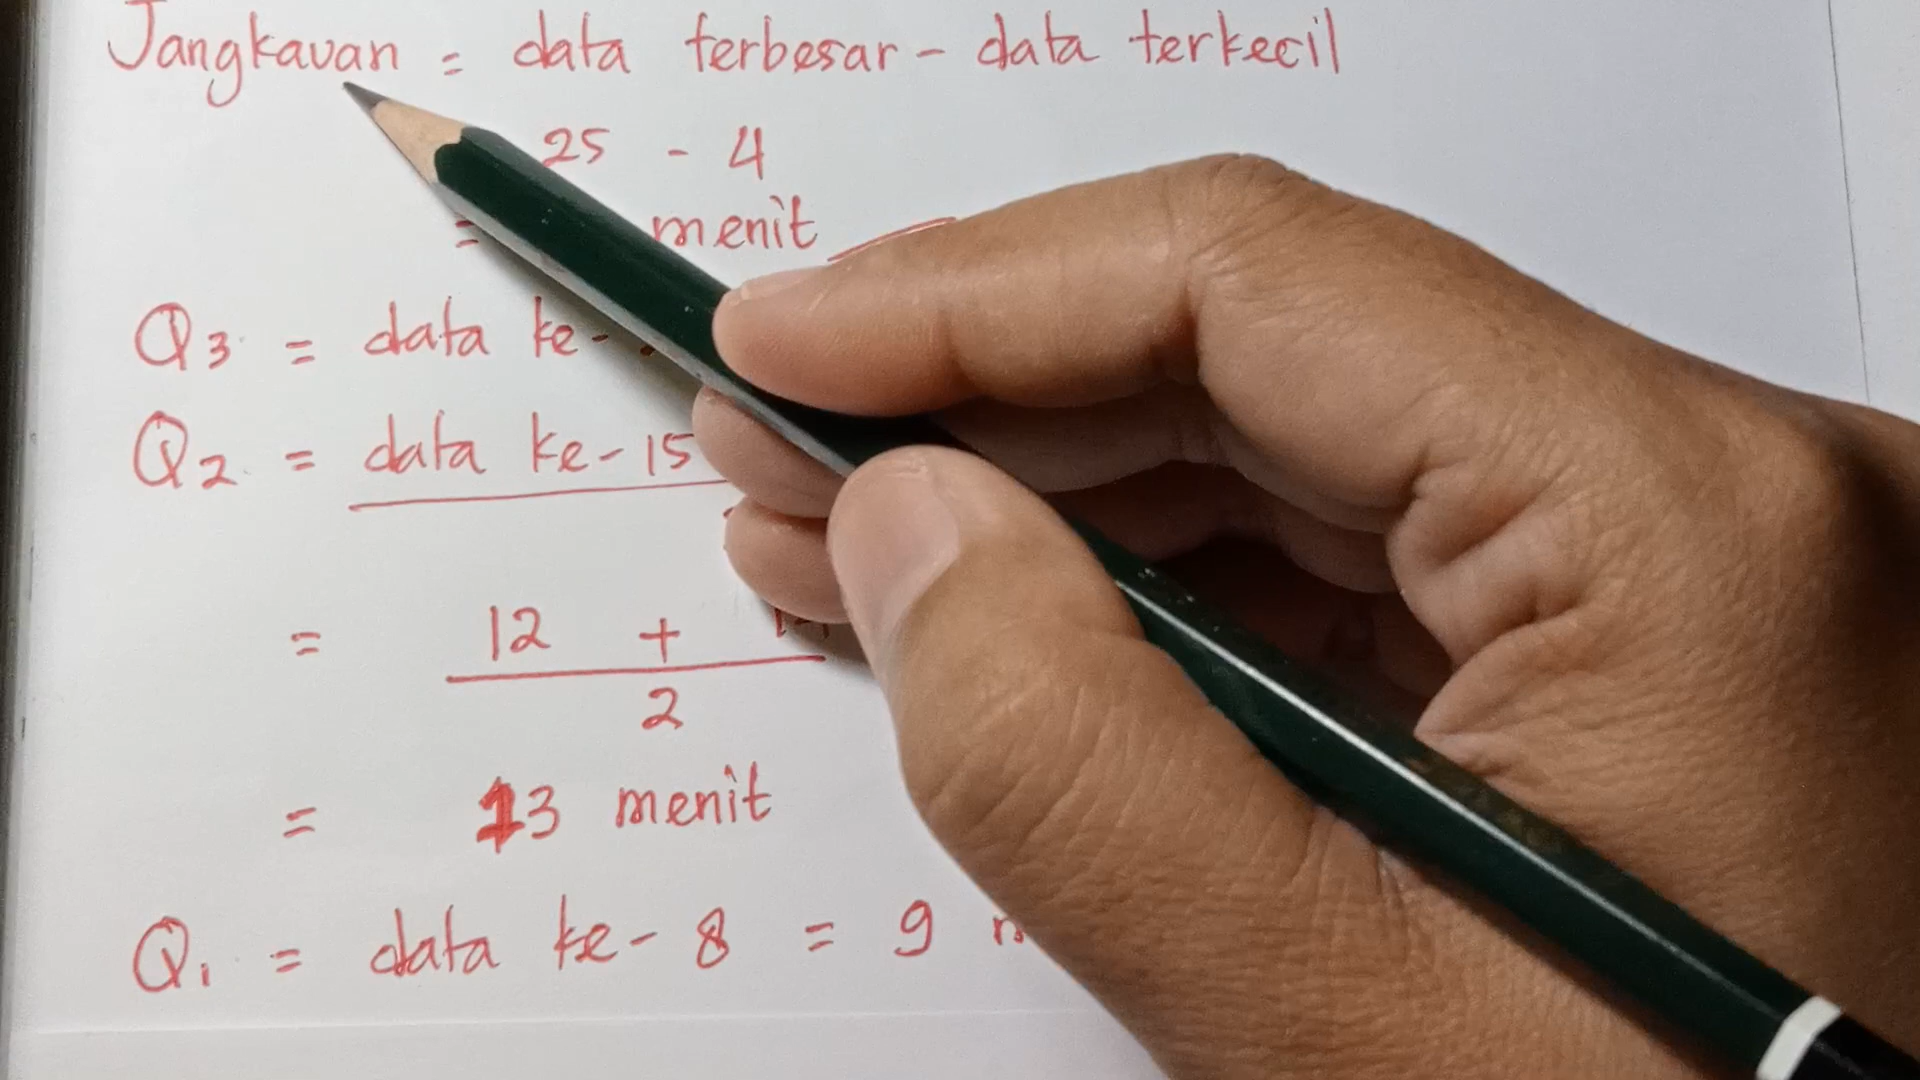 Jangkauan = data terbesar - data terkecil
25 - 4
= menit
Q3 = data ke-
Q2 = data ke-15
= 12 +
2
= 13 menit
Q1 = data ke-8 = 9